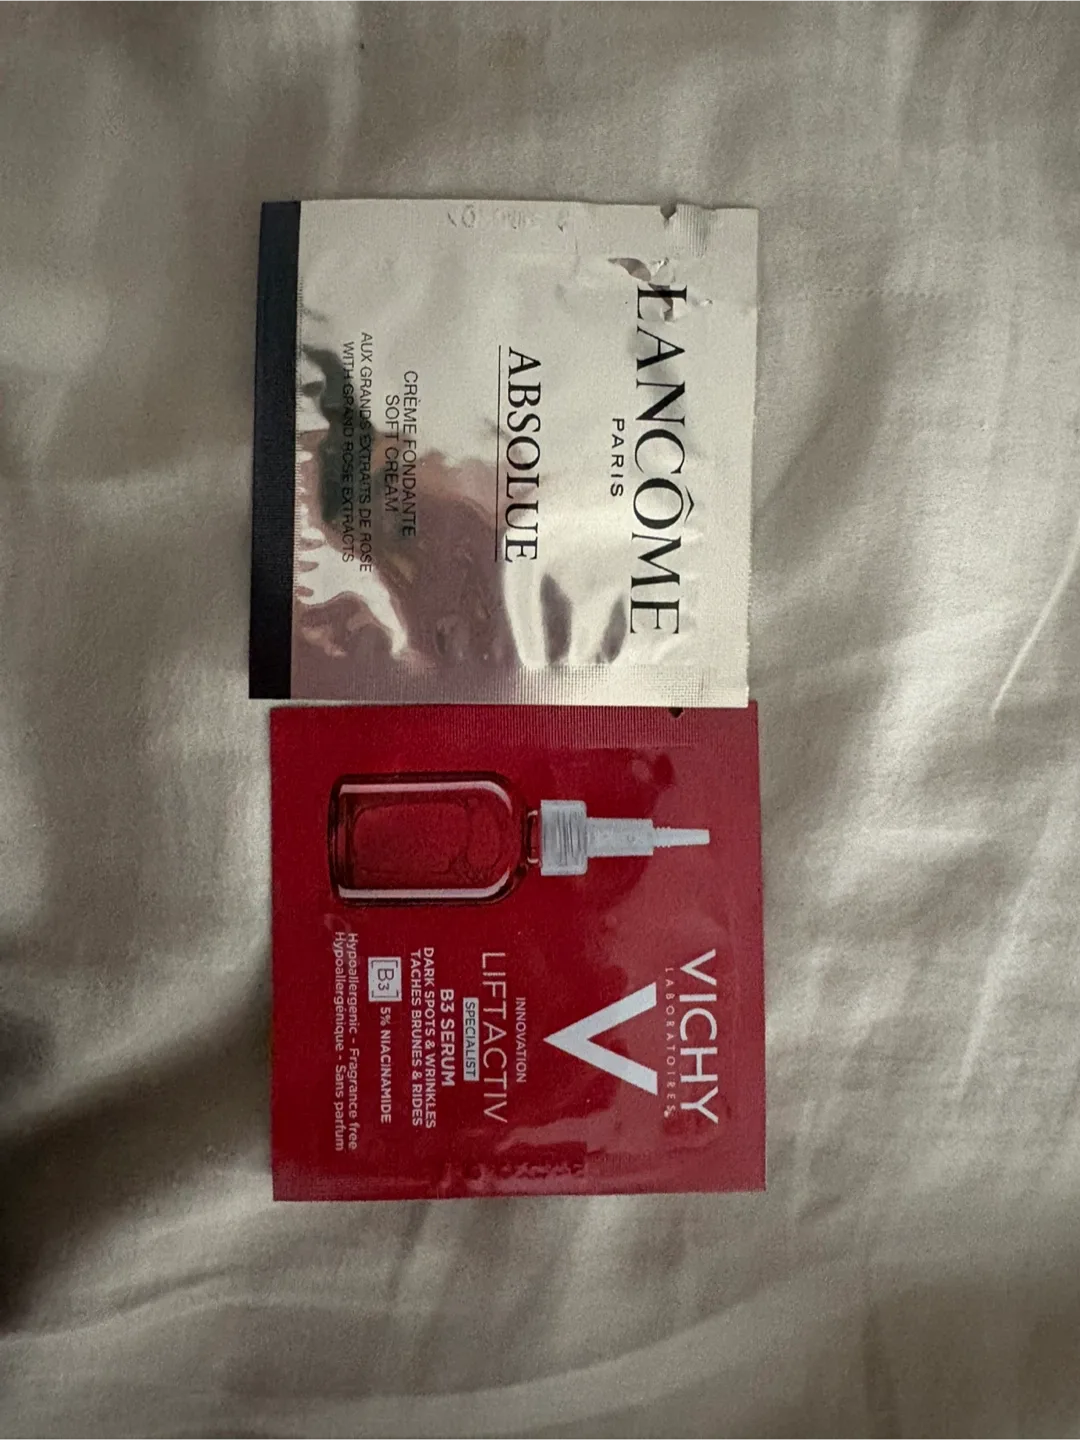 LANCÔME
PARIS
ABSOLUE
CRÈME FONDANTE
SOFT CREAM
AUX GRANDS EXTRAITS DE ROSE
WITH GRAND ROSE EXTRACTS
VICHY
LABORATOIRES
INNOVATION
LIFTACTIV
SPECIALIST
B3 SERUM
DARK SPOTS & WRINKLES
TACHES BRUNES & RIDES
[B3] 5% NIACINAMIDE
Hypoallergenic - Fragrance free
Hypoallergénique - Sans parfum